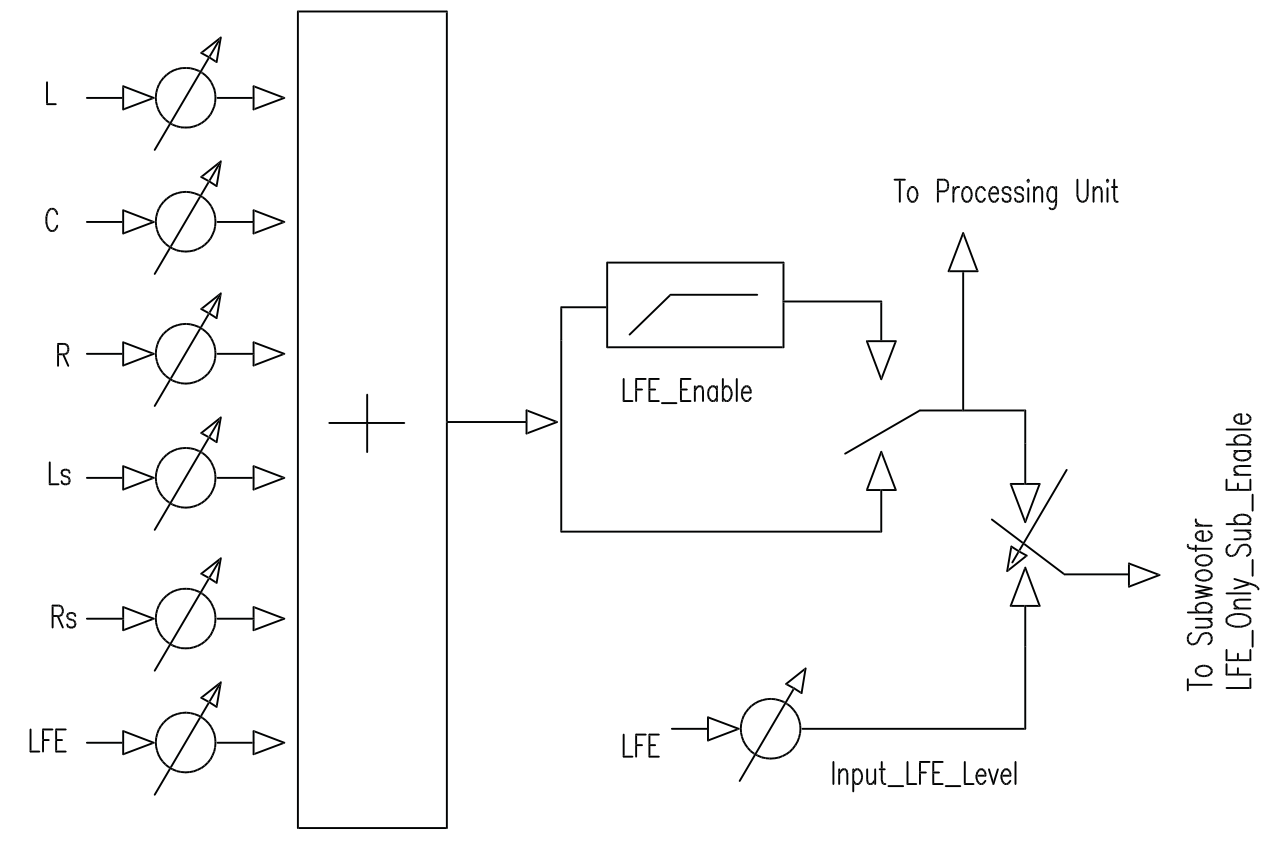 L
C
R
Ls
Rs
LFE
+
LFE_Enable
To Processing Unit
LFE
Input_LFE_Level
To Subwoofer
LFE_Only_Sub_Enable